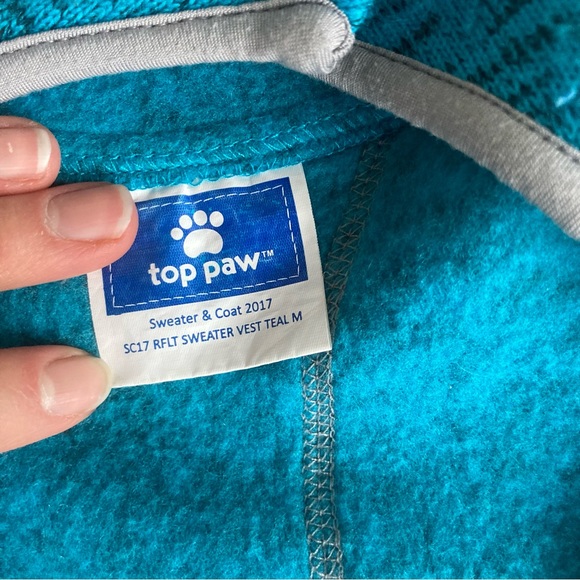 top paw™
Sweater & Coat 2017
SC17 RFLT SWEATER VEST TEAL M